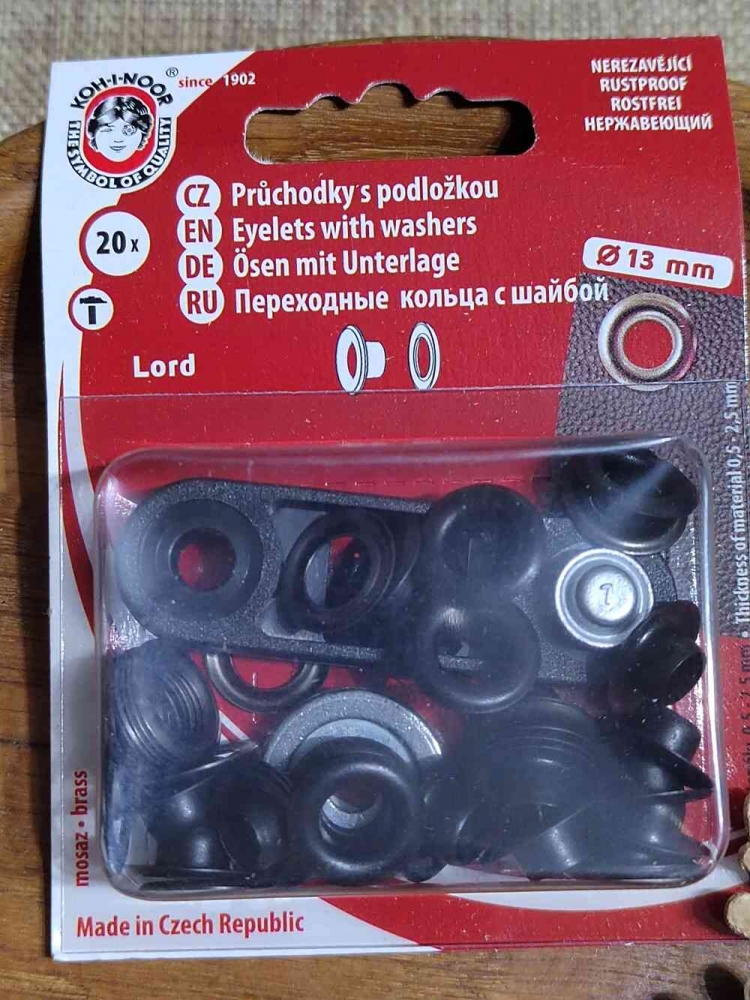 KOH-I-NOOR®
THE SYMBOL OF QUALITY
since 1902
NEREZAVĚJÍCÍ
RUSTPROOF
ROSTFREI
НЕРЖАВЕЮЩИЙ
CZ Průchodky s podložkou
EN Eyelets with washers
DE Ösen mit Unterlage
RU Переходные кольца с шайбой
20 x
Ø 13 mm
Lord
Thickness of material 0,5 - 2,5 mm
7
mosaz • brass
Made in Czech Republic